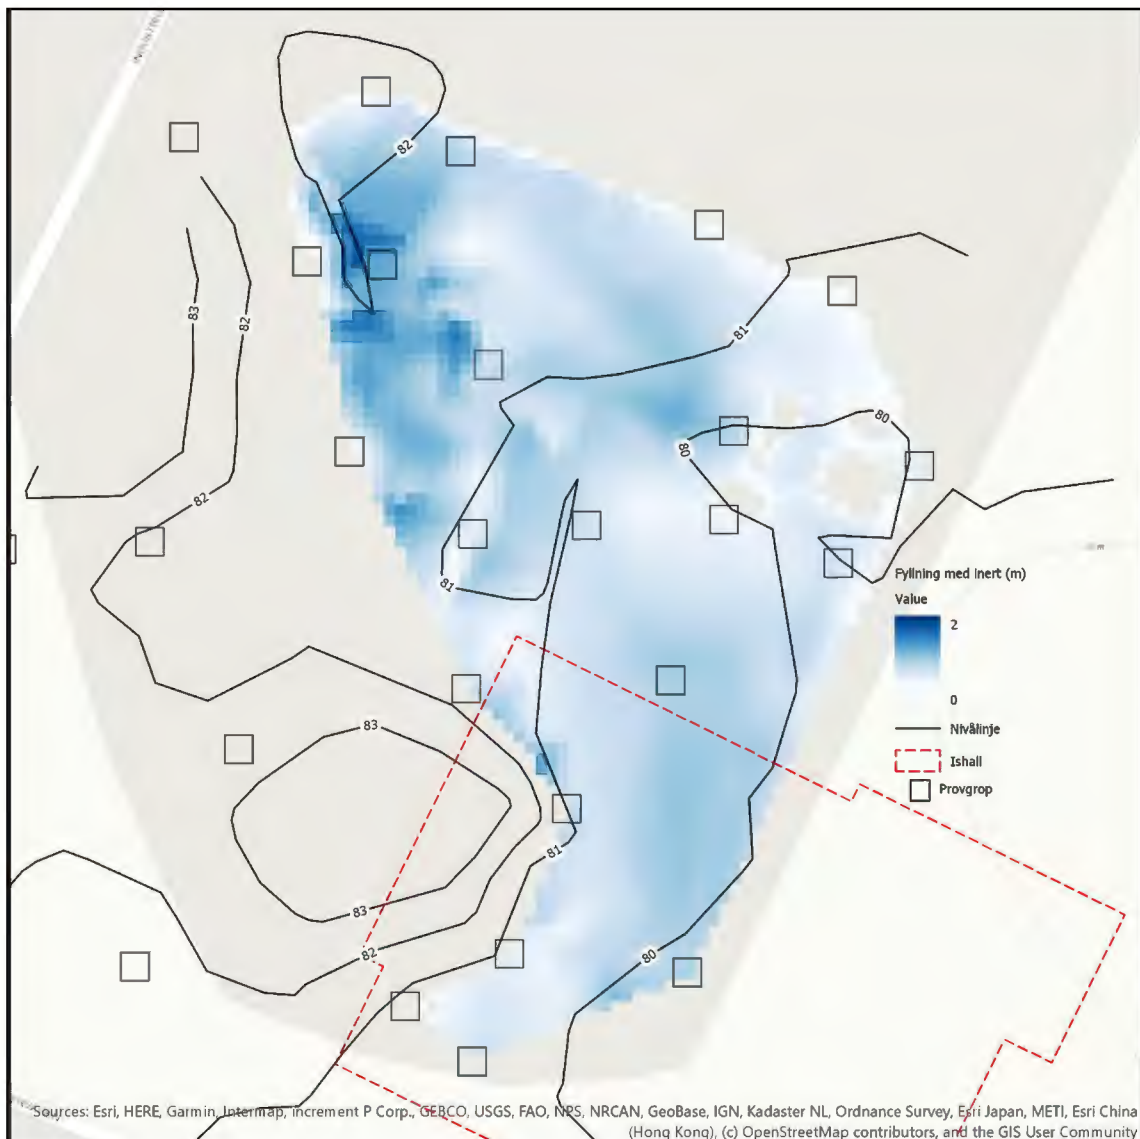 82
81
83
82
80
80
82
81
Fyllning med inert (m)
Value
2
0
Nivålinje
Ishall
Provgrop
83
81
83
82
80
Sources: Esri, HERE, Garmin, Intermap, increment P Corp., GEBCO, USGS, FAO, NPS, NRCAN, GeoBase, IGN, Kadaster NL, Ordnance Survey, Esri Japan, METI, Esri China
(Hong Kong), (c) OpenStreetMap contributors, and the GIS User Community